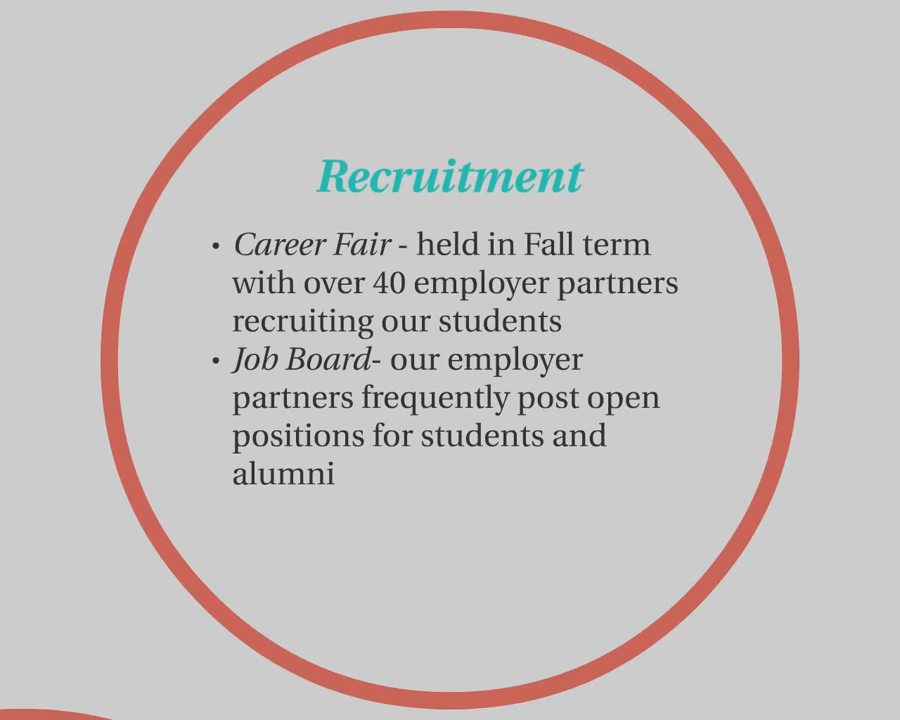 Recruitment
• Career Fair - held in Fall term
with over 40 employer partners
recruiting our students
• Job Board- our employer
partners frequently post open
positions for students and
alumni